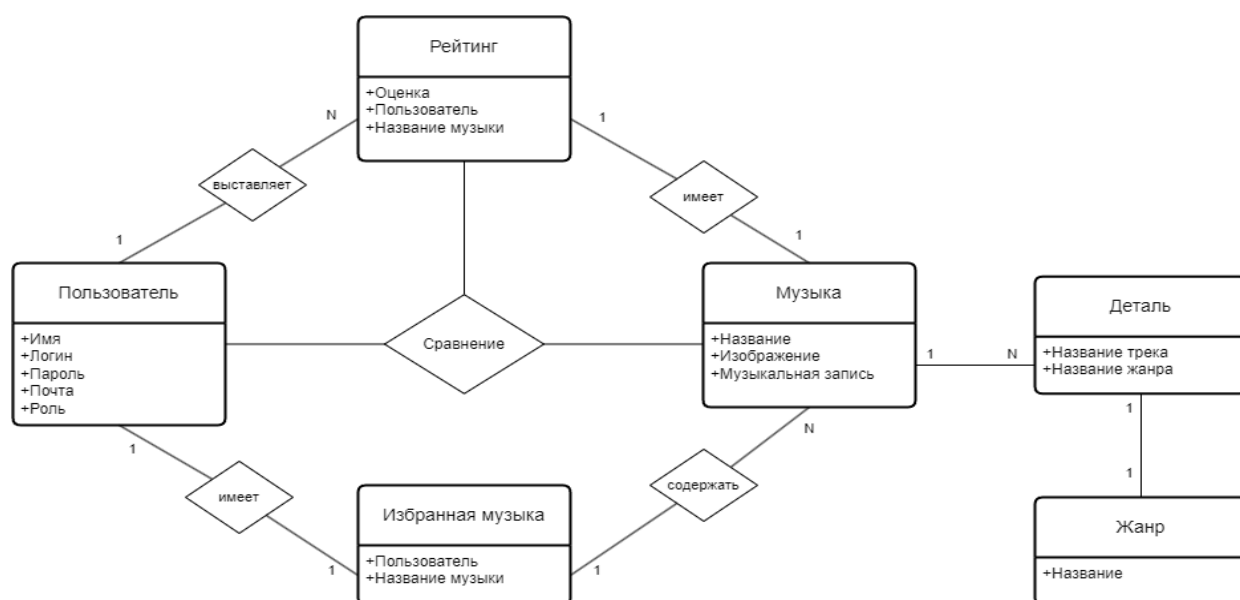 Рейтинг
+Оценка
+Пользователь
+Название музыки
N
1
выставляет
имеет
1
1
Пользователь
+Имя
+Логин
+Пароль
+Почта
+Роль
Сравнение
Музыка
+Название
+Изображение
+Музыкальная запись
1
N
Деталь
+Название трека
+Название жанра
1
1
1
N
имеет
содержать
Избранная музыка
+Пользователь
+Название музыки
1
1
Жанр
+Название